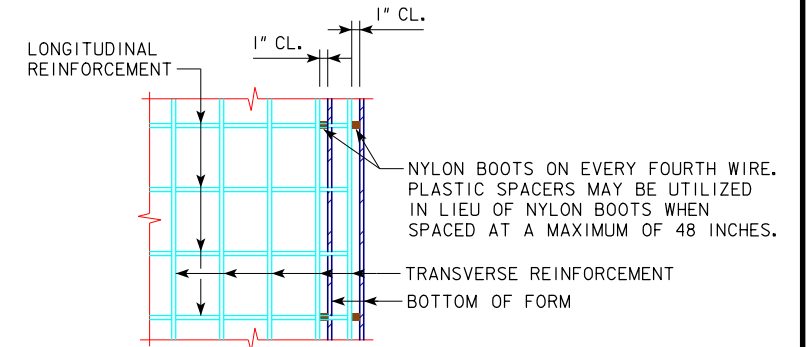 1" CL.
1" CL.
LONGITUDINAL
REINFORCEMENT
NYLON BOOTS ON EVERY FOURTH WIRE.
PLASTIC SPACERS MAY BE UTILIZED
IN LIEU OF NYLON BOOTS WHEN
SPACED AT A MAXIMUM OF 48 INCHES.
TRANSVERSE REINFORCEMENT
BOTTOM OF FORM